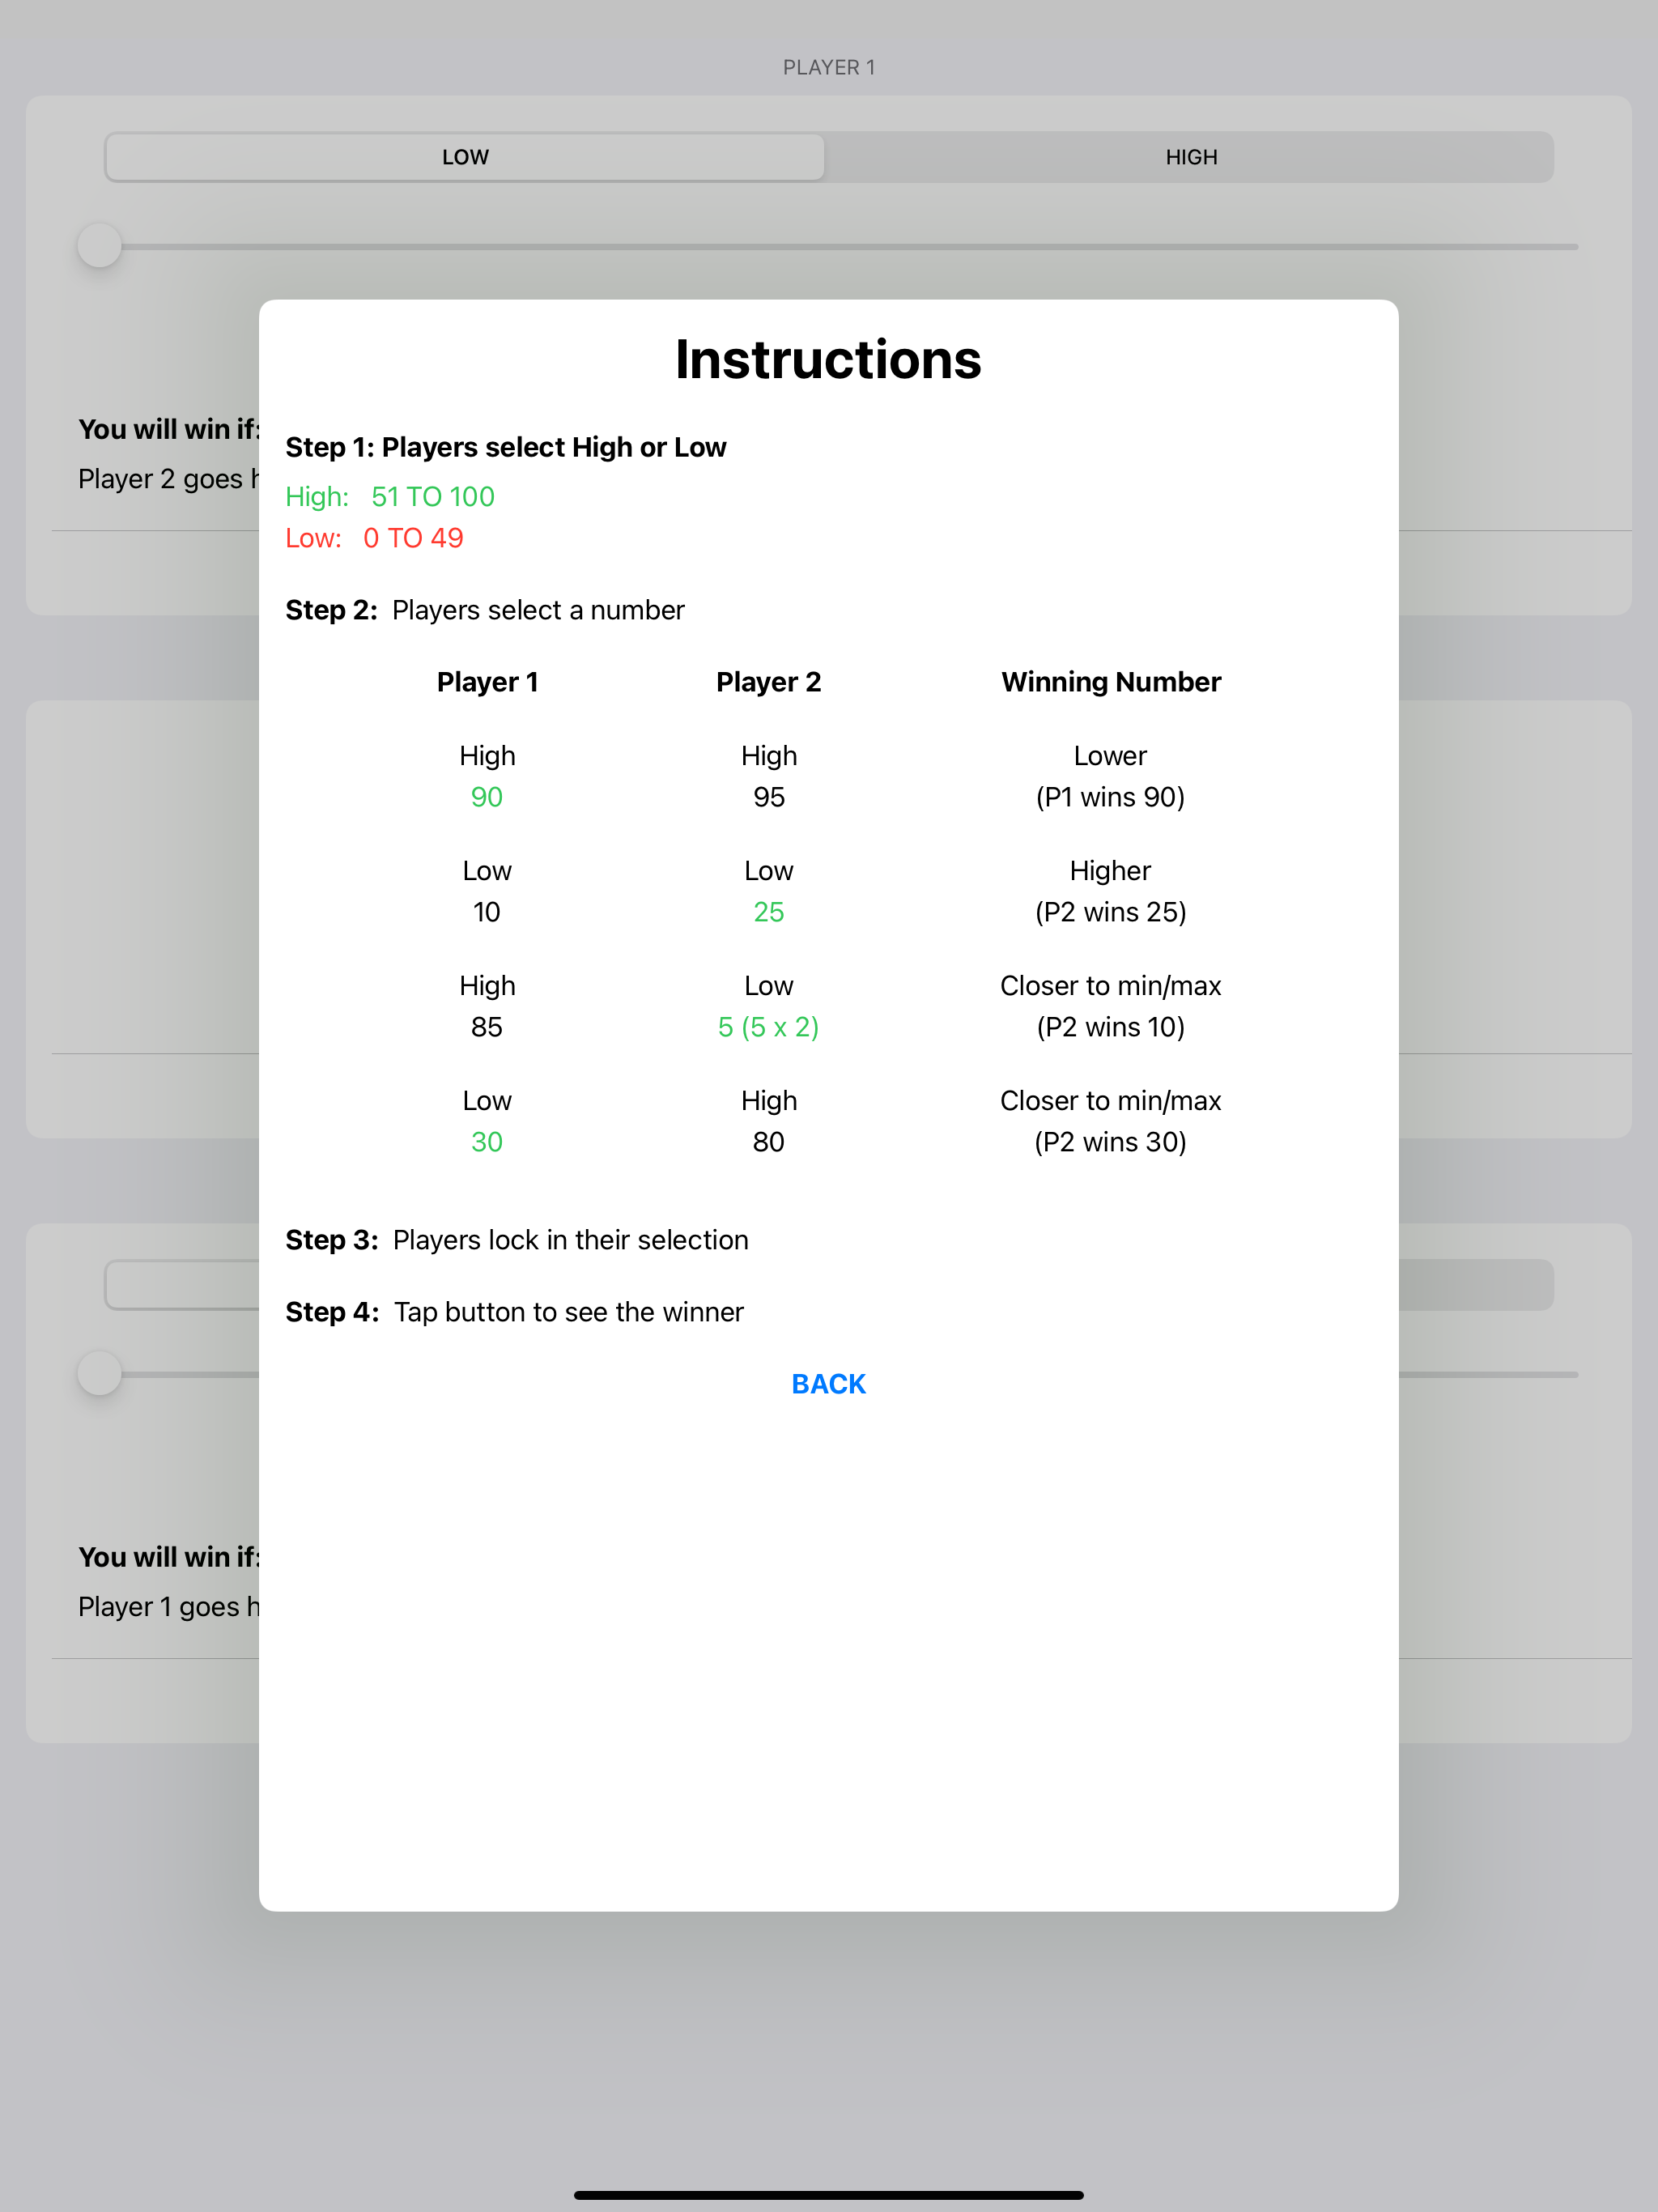 PLAYER 1
LOW HIGH
Instructions
You will win if:
Player 2 goes
Step 1: Players select High or Low
High: 51 TO 100
Low: 0 TO 49
Step 2: Players select a number
Player 1 Player 2 Winning Number
High High Lower
90 95 (P1 wins 90)
Low Low Higher
10 25 (P2 wins 25)
High Low Closer to min/max
85 5 (5 x 2) (P2 wins 10)
Low High Closer to min/max
30 80 (P2 wins 30)
Step 3: Players lock in their selection
Step 4: Tap button to see the winner
BACK
You will win if:
Player 1 goes